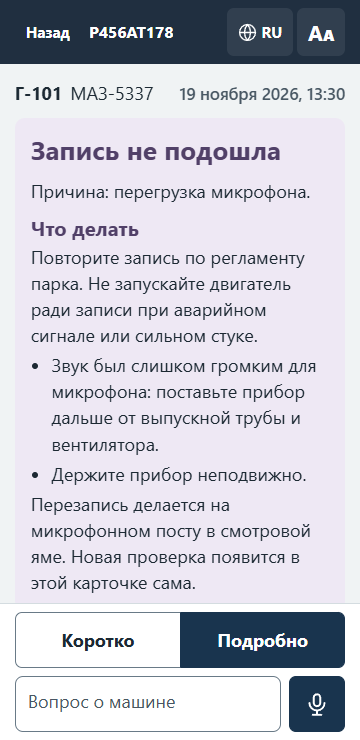 Назад P456AT178 RU Aa
Г-101 МАЗ-5337 19 ноября 2026, 13:30
Запись не подошла
Причина: перегрузка микрофона.
Что делать
Повторите запись по регламенту
парка. Не запускайте двигатель
ради записи при аварийном
сигнале или сильном стуке.
• Звук был слишком громким для
микрофона: поставьте прибор
дальше от выпускной трубы и
вентилятора.
• Держите прибор неподвижно.
Перезапись делается на
микрофонном посту в смотровой
яме. Новая проверка появится в
этой карточке сама.
Коротко Подробно
Вопрос о машине